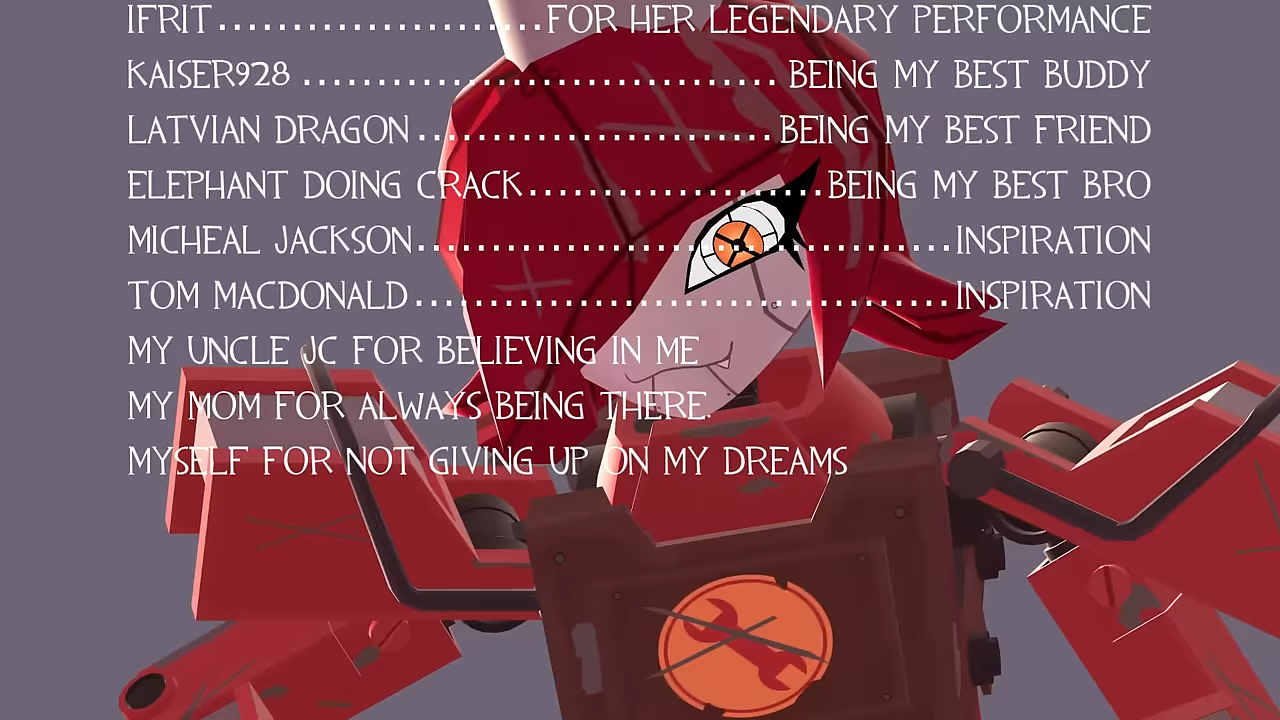 IFRIT......................FOR HER LEGENDARY PERFORMANCE
KAISER928 ................................ BEING MY BEST BUDDY
LATVIAN DRAGON........................BEING MY BEST FRIEND
ELEPHANT DOING CRACK....................BEING MY BEST BRO
MICHEAL JACKSON....................................INSPIRATION
TOM MACDONALD....................................INSPIRATION
MY UNCLE JC FOR BELIEVING IN ME
MY MOM FOR ALWAYS BEING THERE.
MYSELF FOR NOT GIVING UP ON MY DREAMS